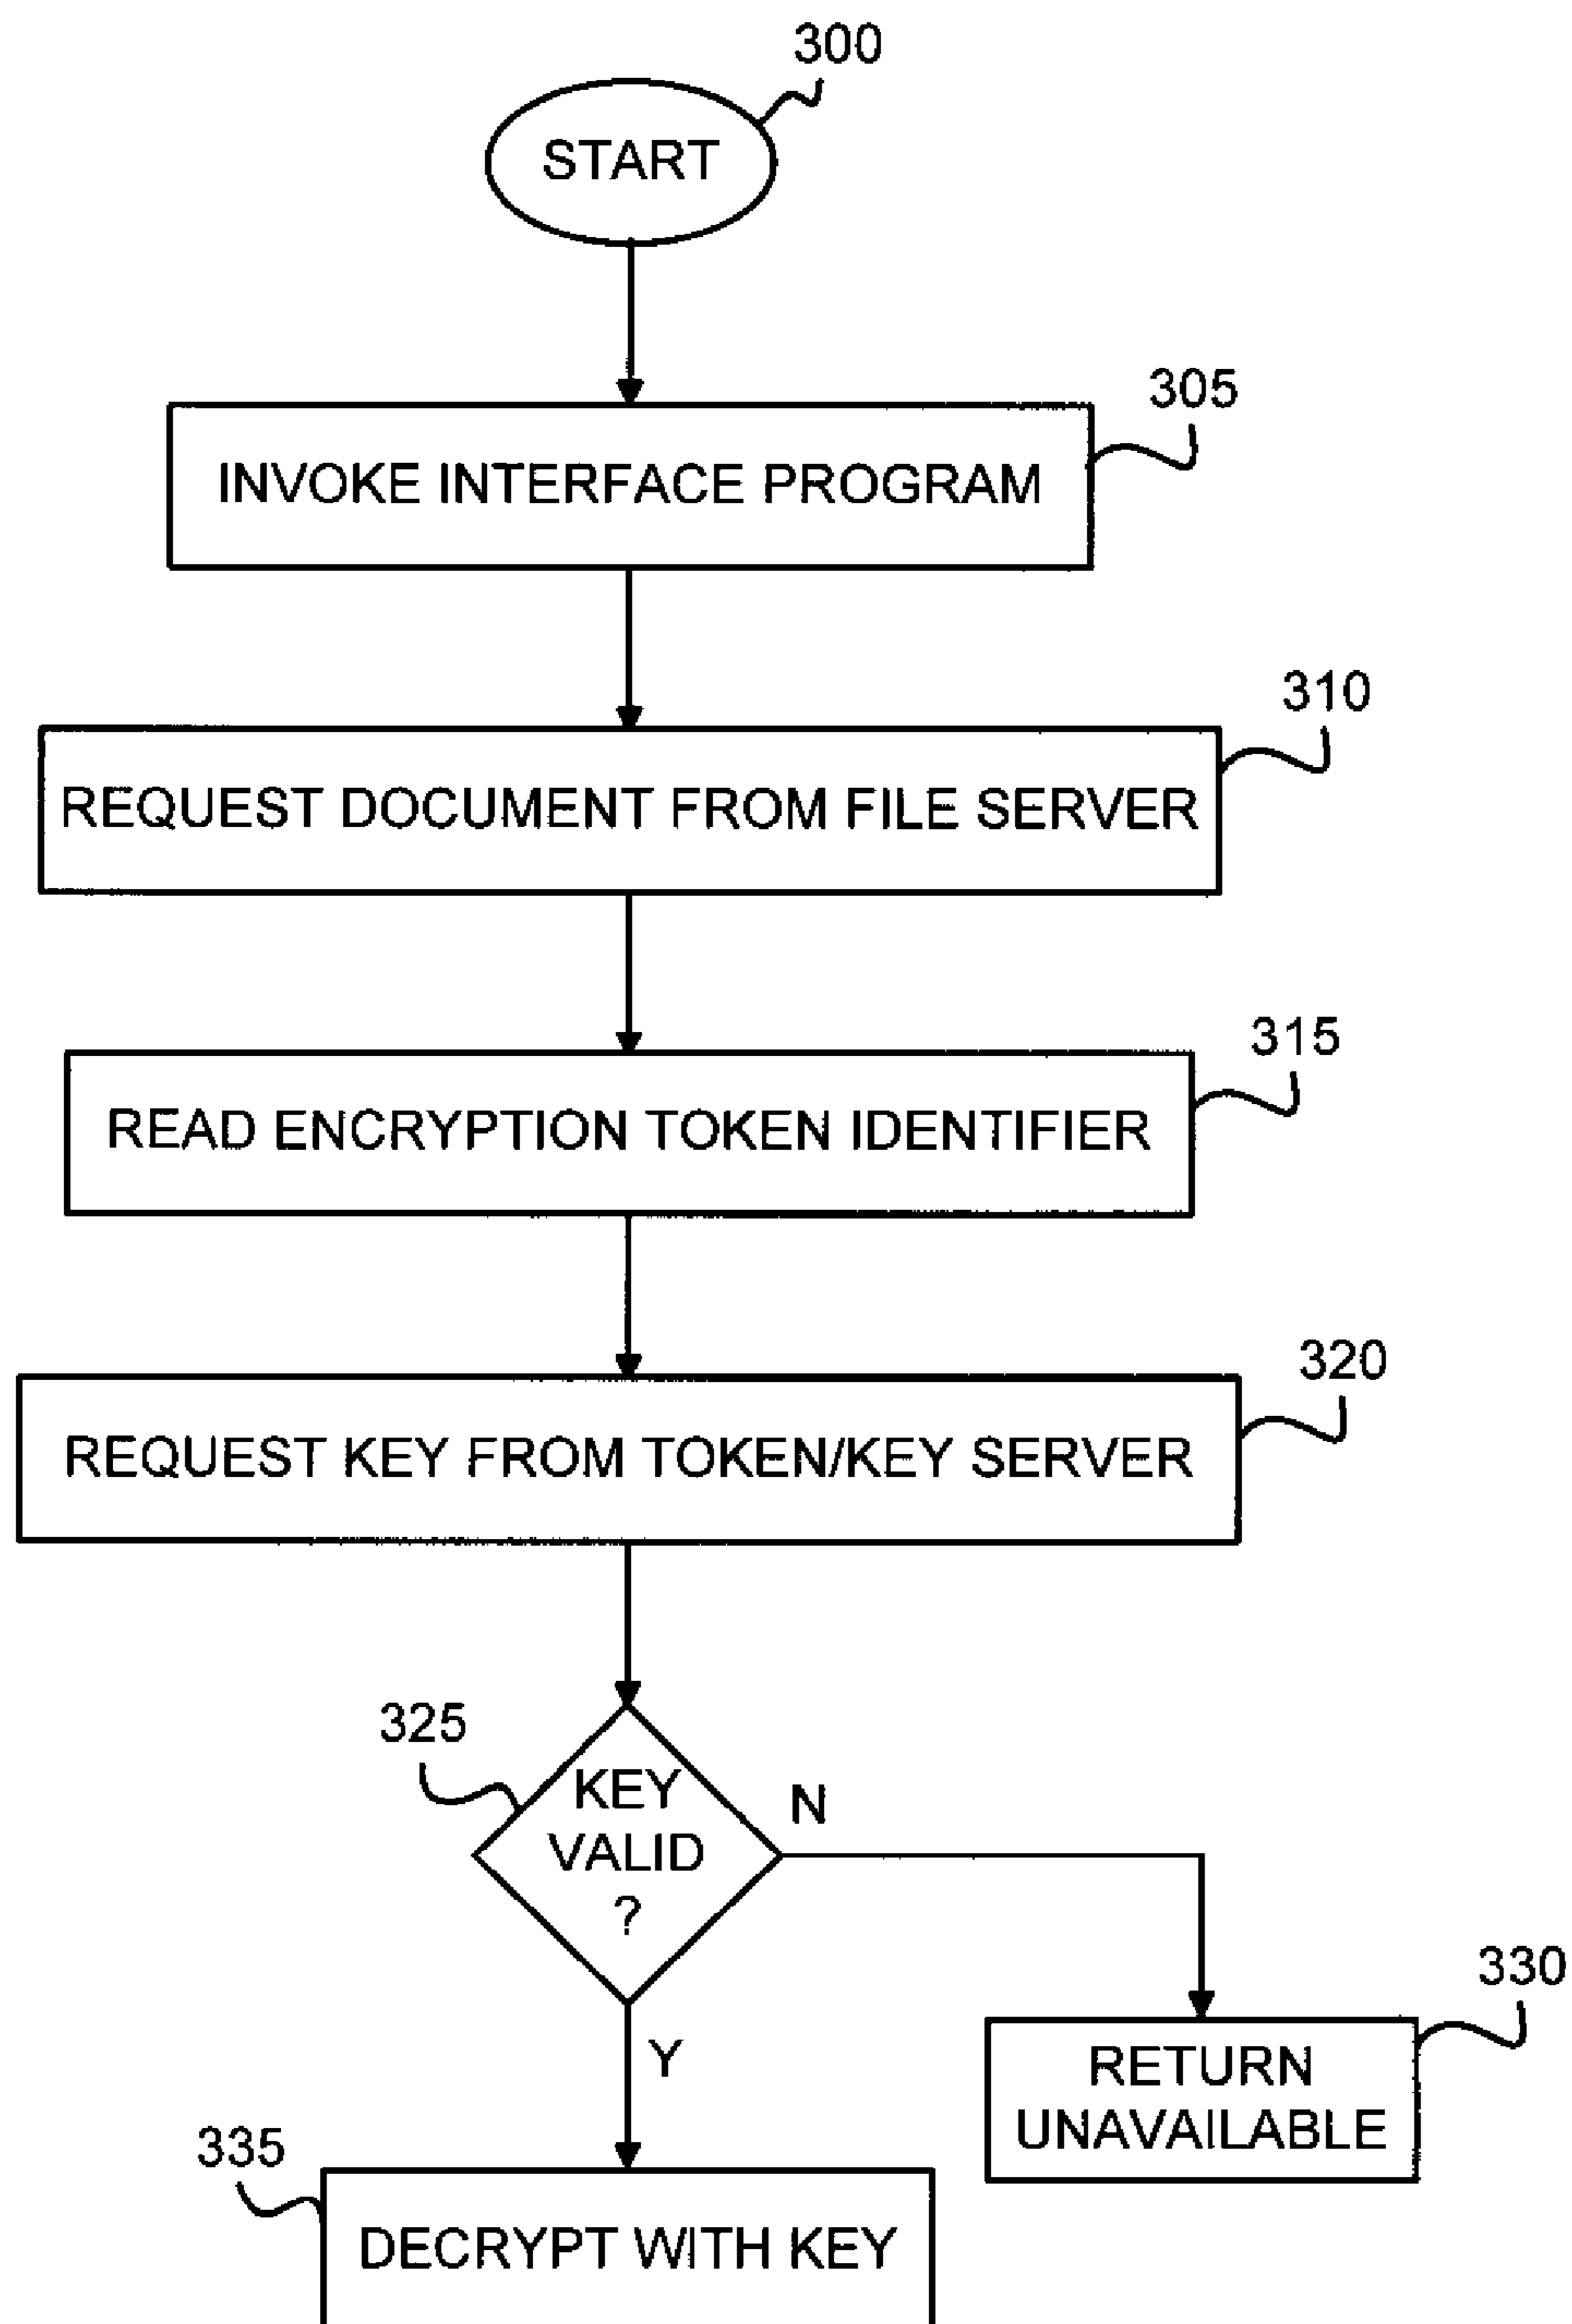 300
START
305
INVOKE INTERFACE PROGRAM
310
REQUEST DOCUMENT FROM FILE SERVER
315
READ ENCRYPTION TOKEN IDENTIFIER
320
REQUEST KEY FROM TOKEN/KEY SERVER
325
KEY
VALID
?
N
Y
330
RETURN
UNAVAILABLE
335
DECRYPT WITH KEY